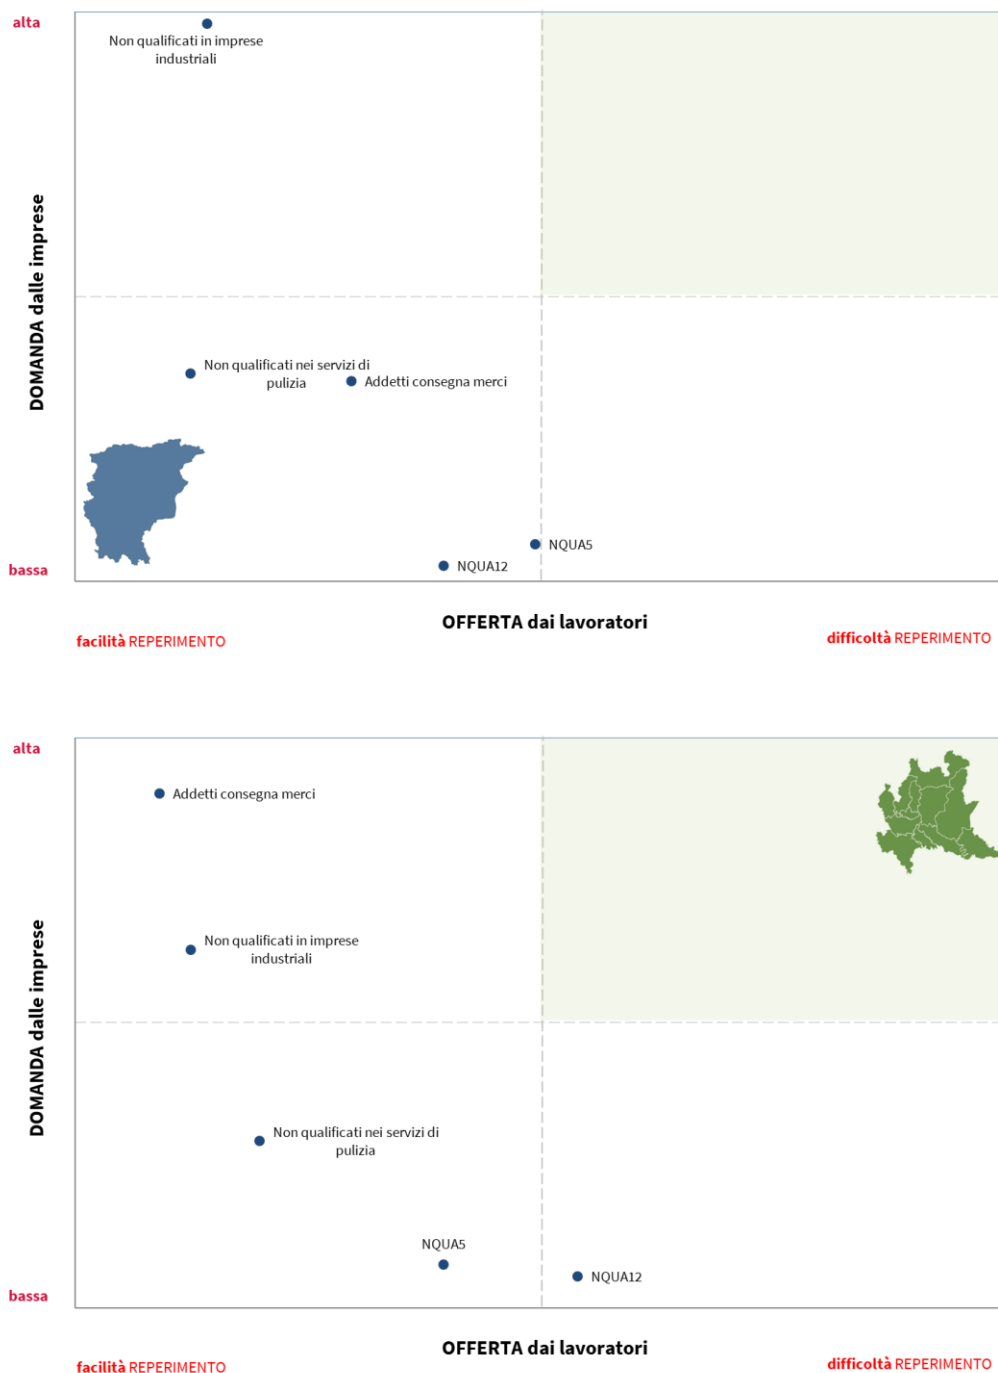 alta
Non qualificati in imprese
industriali
DOMANDA dalle imprese
Non qualificati nei servizi di
pulizia
Addetti consegna merci
NQUA5
NQUA12
bassa
OFFERTA dai lavoratori
facilità REPERIMENTO
difficoltà REPERIMENTO
alta
Addetti consegna merci
DOMANDA dalle imprese
Non qualificati in imprese
industriali
Non qualificati nei servizi di
pulizia
NQUA5
NQUA12
bassa
OFFERTA dai lavoratori
facilità REPERIMENTO
difficoltà REPERIMENTO